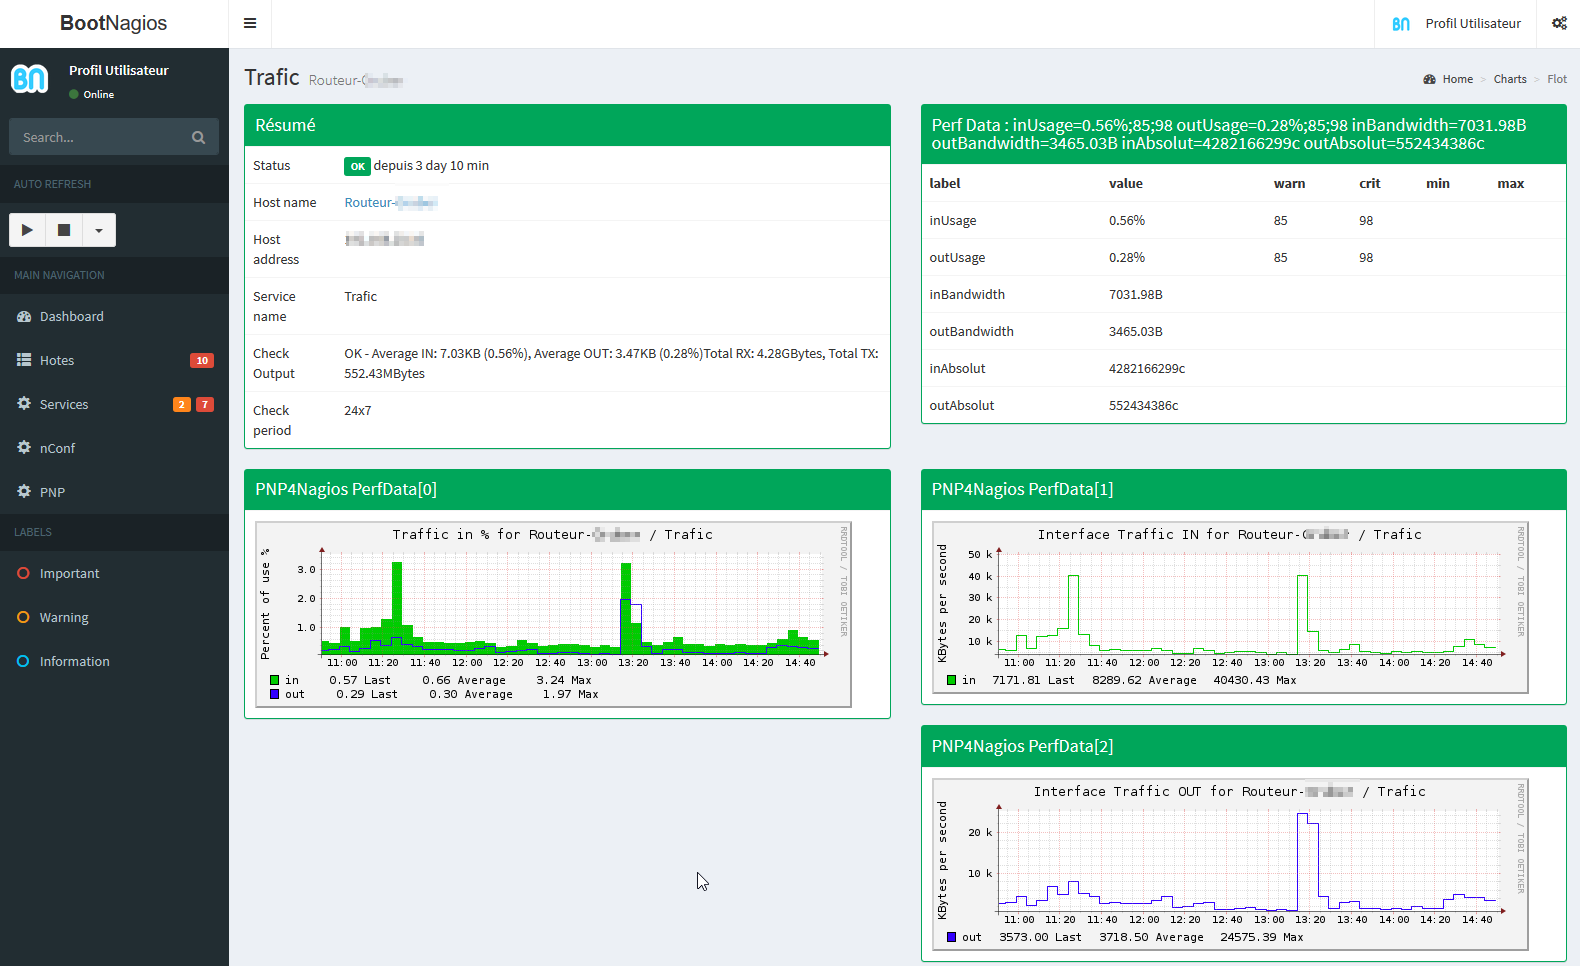 BootNagios
Profil Utilisateur
Profil Utilisateur
Online
Search...
AUTO REFRESH
MAIN NAVIGATION
Dashboard
Hotes 10
Services 2 7
nConf
PNP
LABELS
Important
Warning
Information
Trafic Routeur-
Home > Charts > Flot
Résumé
Status OK depuis 3 day 10 min
Host name Routeur-
Host
address
Service Trafic
name
Check OK - Average IN: 7.03KB (0.56%), Average OUT: 3.47KB (0.28%)Total RX: 4.28GBytes, Total TX:
Output 552.43MBytes
Check 24x7
period
Perf Data : inUsage=0.56%;85;98 outUsage=0.28%;85;98 inBandwidth=7031.98B
outBandwidth=3465.03B inAbsolut=4282166299c outAbsolut=552434386c
label value warn crit min max
inUsage 0.56% 85 98
outUsage 0.28% 85 98
inBandwidth 7031.98B
outBandwidth 3465.03B
inAbsolut 4282166299c
outAbsolut 552434386c
PNP4Nagios PerfData[0]
Traffic in % for Routeur- / Trafic
Percent of use %
3.0
2.0
1.0
11:00 11:20 11:40 12:00 12:20 12:40 13:00 13:20 13:40 14:00 14:20 14:40
in 0.57 Last 0.66 Average 3.24 Max
out 0.29 Last 0.30 Average 1.97 Max
RRDTOOL / TOBI OETIKER
PNP4Nagios PerfData[1]
Interface Traffic IN for Routeur- / Trafic
KBytes per second
50 k
40 k
30 k
20 k
10 k
11:00 11:20 11:40 12:00 12:20 12:40 13:00 13:20 13:40 14:00 14:20 14:40
in 7171.81 Last 8289.62 Average 40430.43 Max
RRDTOOL / TOBI OETIKER
PNP4Nagios PerfData[2]
Interface Traffic OUT for Routeur- / Trafic
KBytes per second
20 k
10 k
11:00 11:20 11:40 12:00 12:20 12:40 13:00 13:20 13:40 14:00 14:20 14:40
out 3573.00 Last 3718.50 Average 24575.39 Max
RRDTOOL / TOBI OETIKER